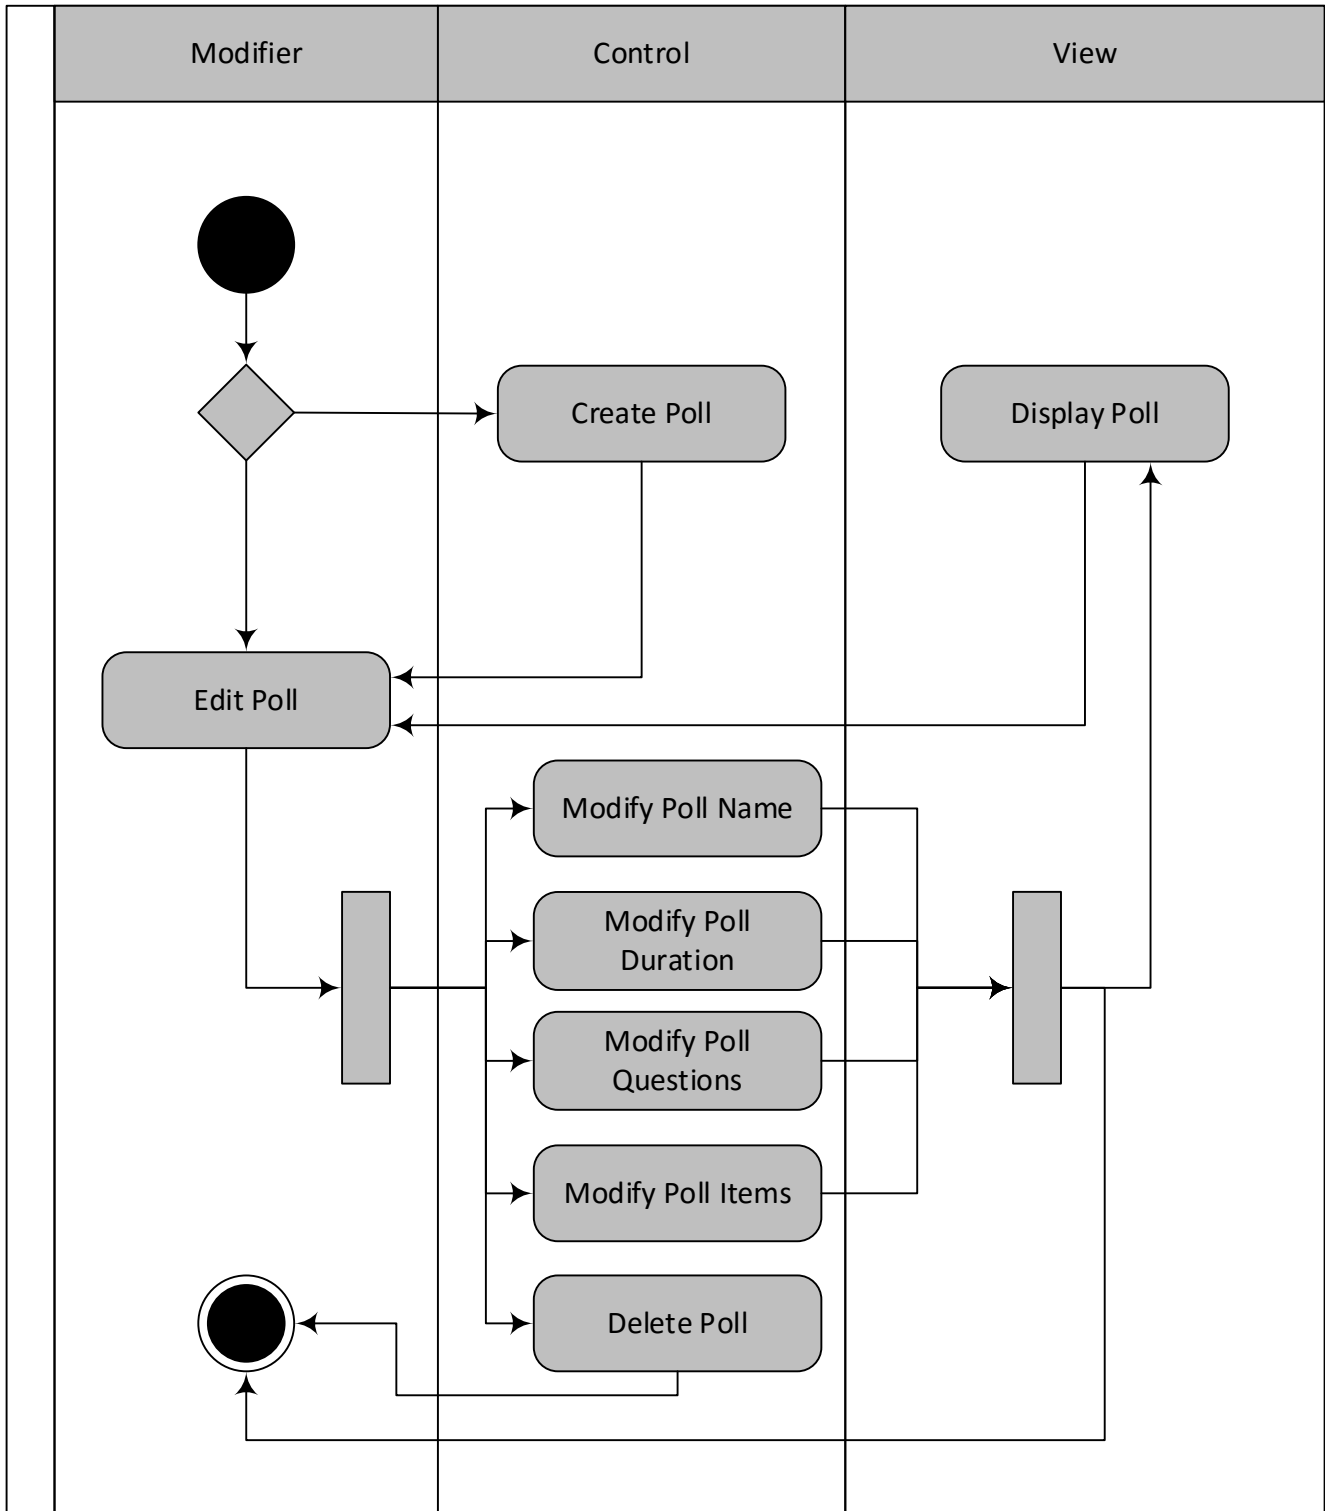 Modifier
Control
View
Create Poll
Display Poll
Edit Poll
Modify Poll Name
Modify Poll
Duration
Modify Poll
Questions
Modify Poll Items
Delete Poll